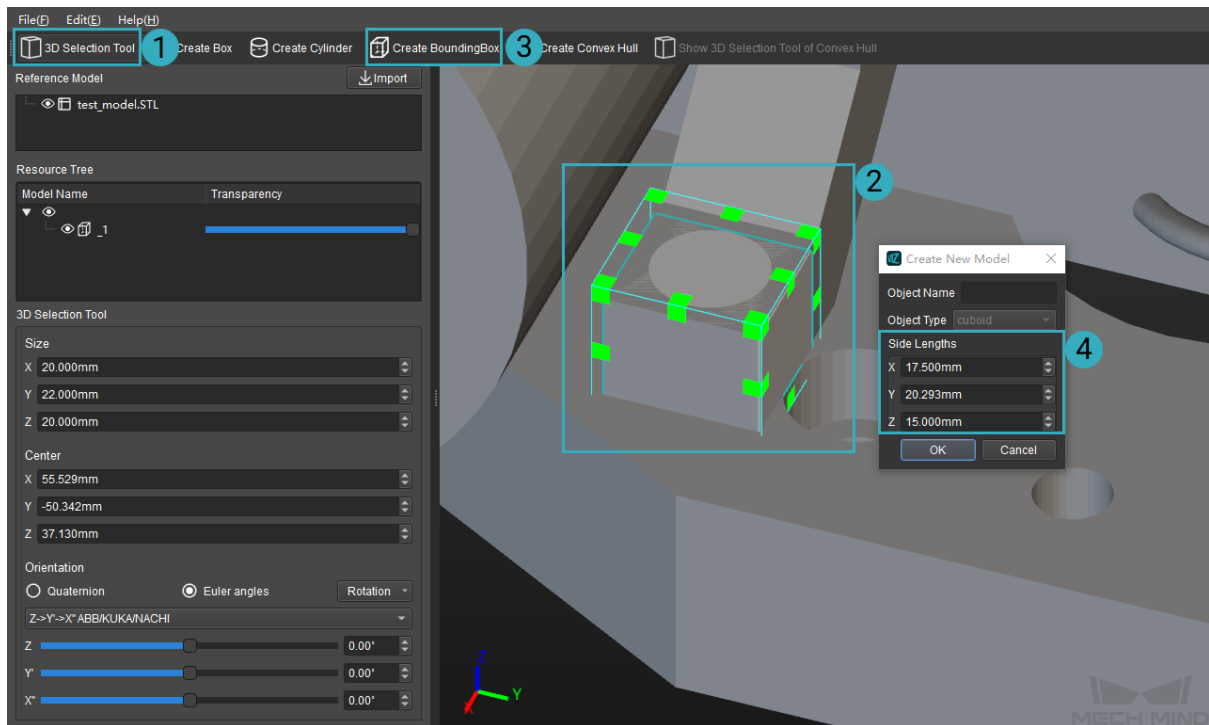 File(F) Edit(E) Help(H)
3D Selection Tool 1 Create Box Create Cylinder Create BoundingBox 3 Create Convex Hull Show 3D Selection Tool of Convex Hull
Reference Model Import
test_model.STL
Resource Tree
Model Name Transparency
_1
3D Selection Tool
Size
X 20.000mm
Y 22.000mm
Z 20.000mm
Center
X 55.529mm
Y -50.342mm
Z 37.130mm
Orientation
Quaternion Euler angles Rotation
Z->Y'->X'' ABB/KUKA/NACHI
Z 0.00°
Y' 0.00°
X'' 0.00°
2
Create New Model
Object Name
Object Type cuboid
Side Lengths 4
X 17.500mm
Y 20.293mm
Z 15.000mm
OK Cancel
Z
Y
X
MECH MIND